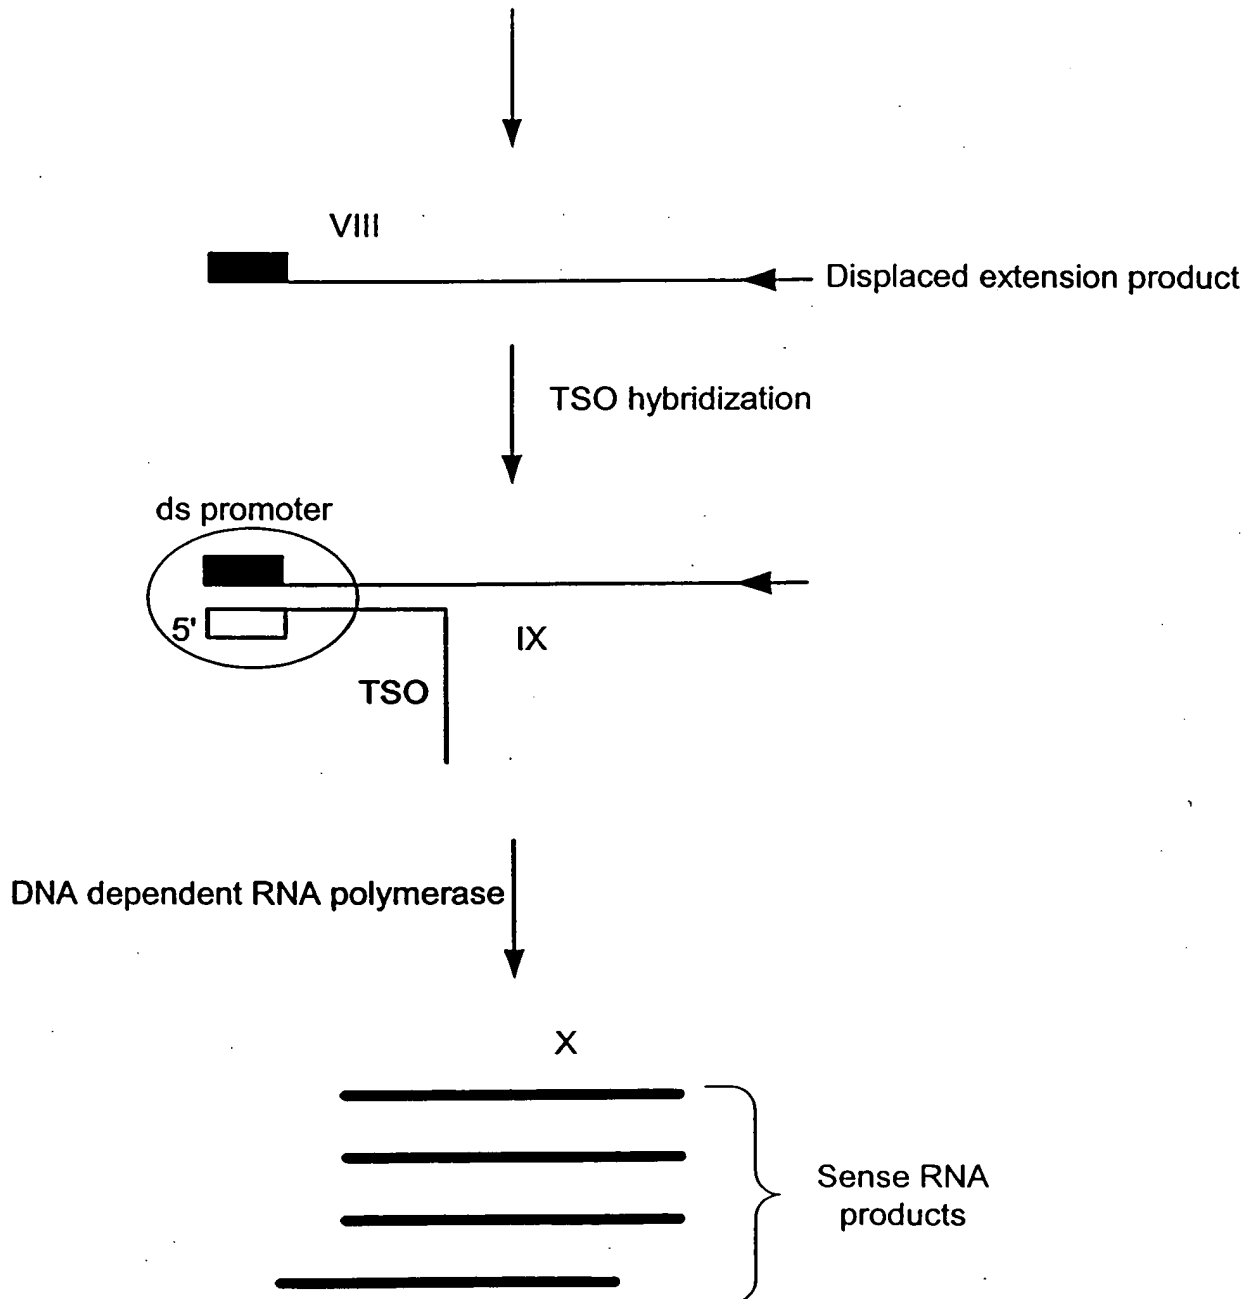 VIII
Displaced extension product
TSO hybridization
ds promoter
5'
IX
TSO
DNA dependent RNA polymerase
X
Sense RNA
products